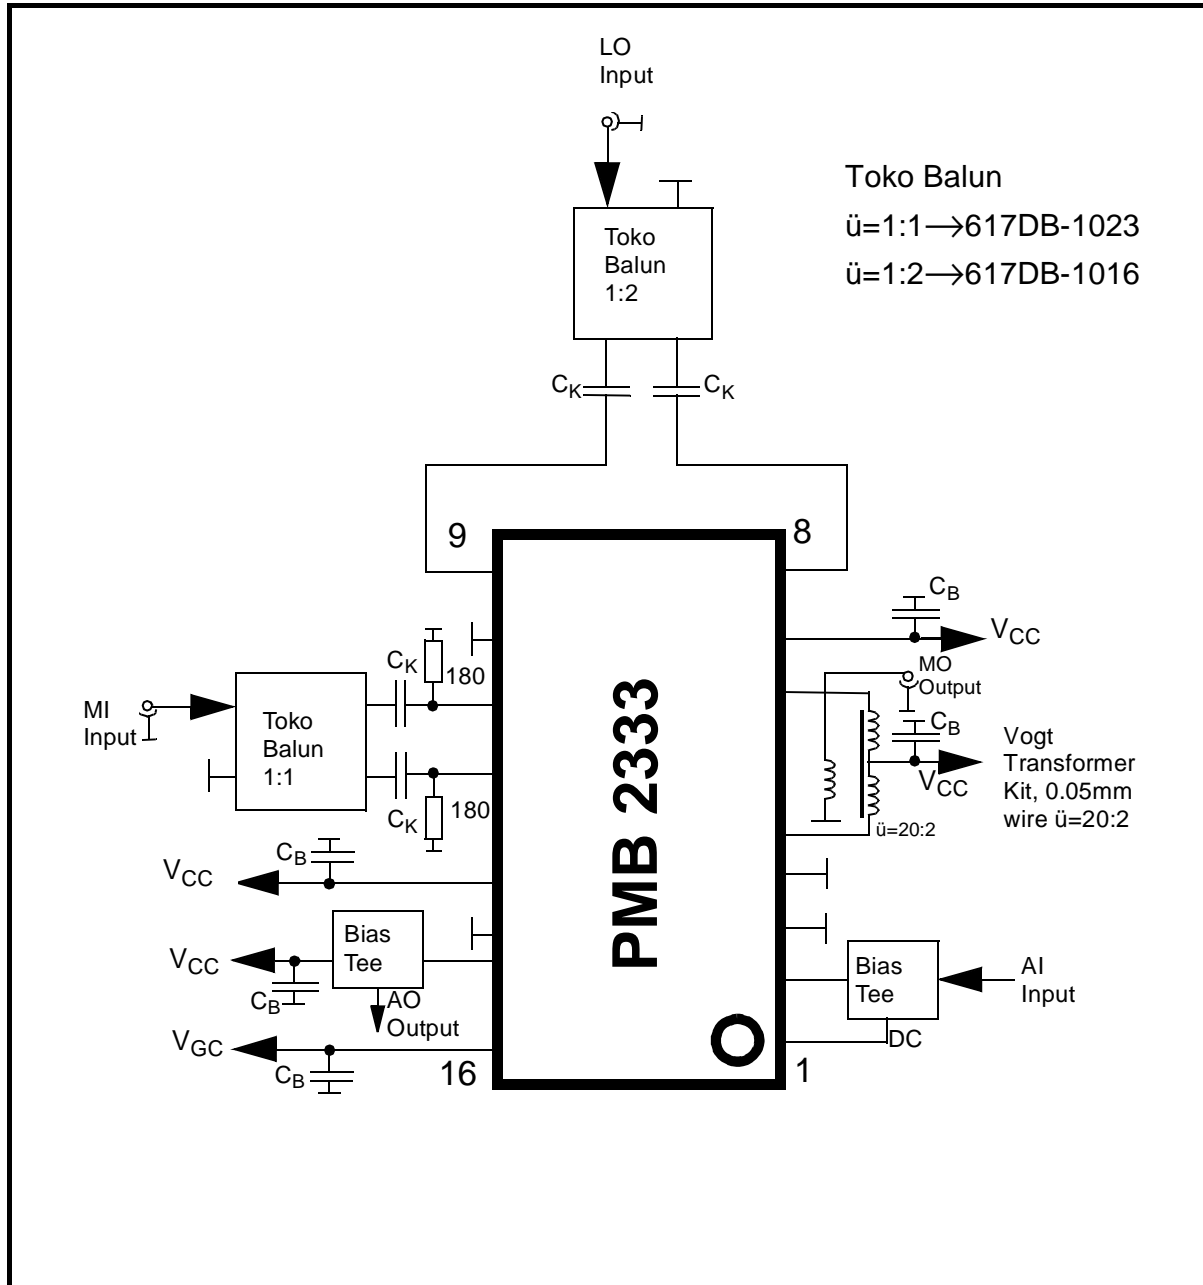 LO
Input
Toko Balun
ü=1:1→617DB-1023
ü=1:2→617DB-1016
Toko
Balun
1:2
CK
CK
9
8
CB
VCC
CK
180
MO
Output
MI
Input
Toko
Balun
1:1
PMB 2333
CB
VCC
Vogt
Transformer
Kit, 0.05mm
wire ü=20:2
CK
180
ü=20:2
CB
VCC
VCC
Bias
Tee
CB
AO
Output
Bias
Tee
AI
Input
DC
VGC
CB
16
1